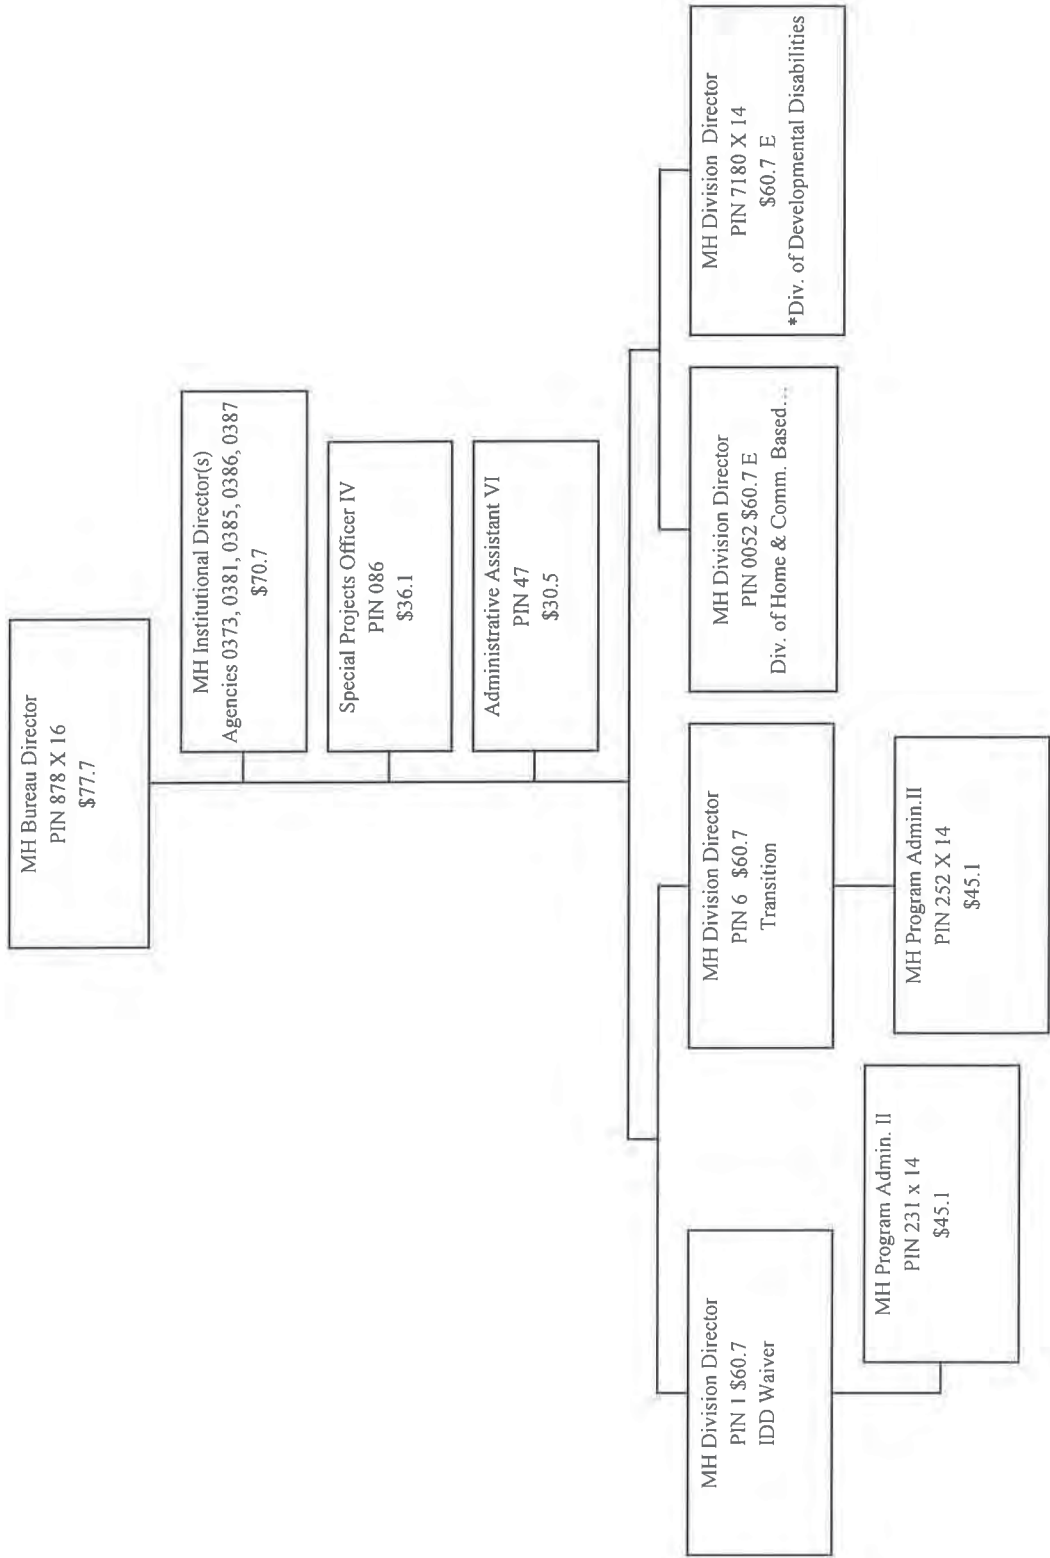 MH Bureau Director
PIN 878 X 16
$77.7
MH Institutional Director(s)
Agencies 0373, 0381, 0385, 0386, 0387
$70.7
Special Projects Officer IV
PIN 086
$36.1
Administrative Assistant VI
PIN 47
$30.5
MH Division Director
PIN 1 $60.7
IDD Waiver
MH Division Director
PIN 6 $60.7
Transition
MH Division Director
PIN 0052 $60.7 E
Div. of Home & Comm. Based…
MH Division Director
PIN 7180 X 14
$60.7 E
*Div. of Developmental Disabilities
MH Program Admin. II
PIN 231 x 14
$45.1
MH Program Admin.II
PIN 252 X 14
$45.1